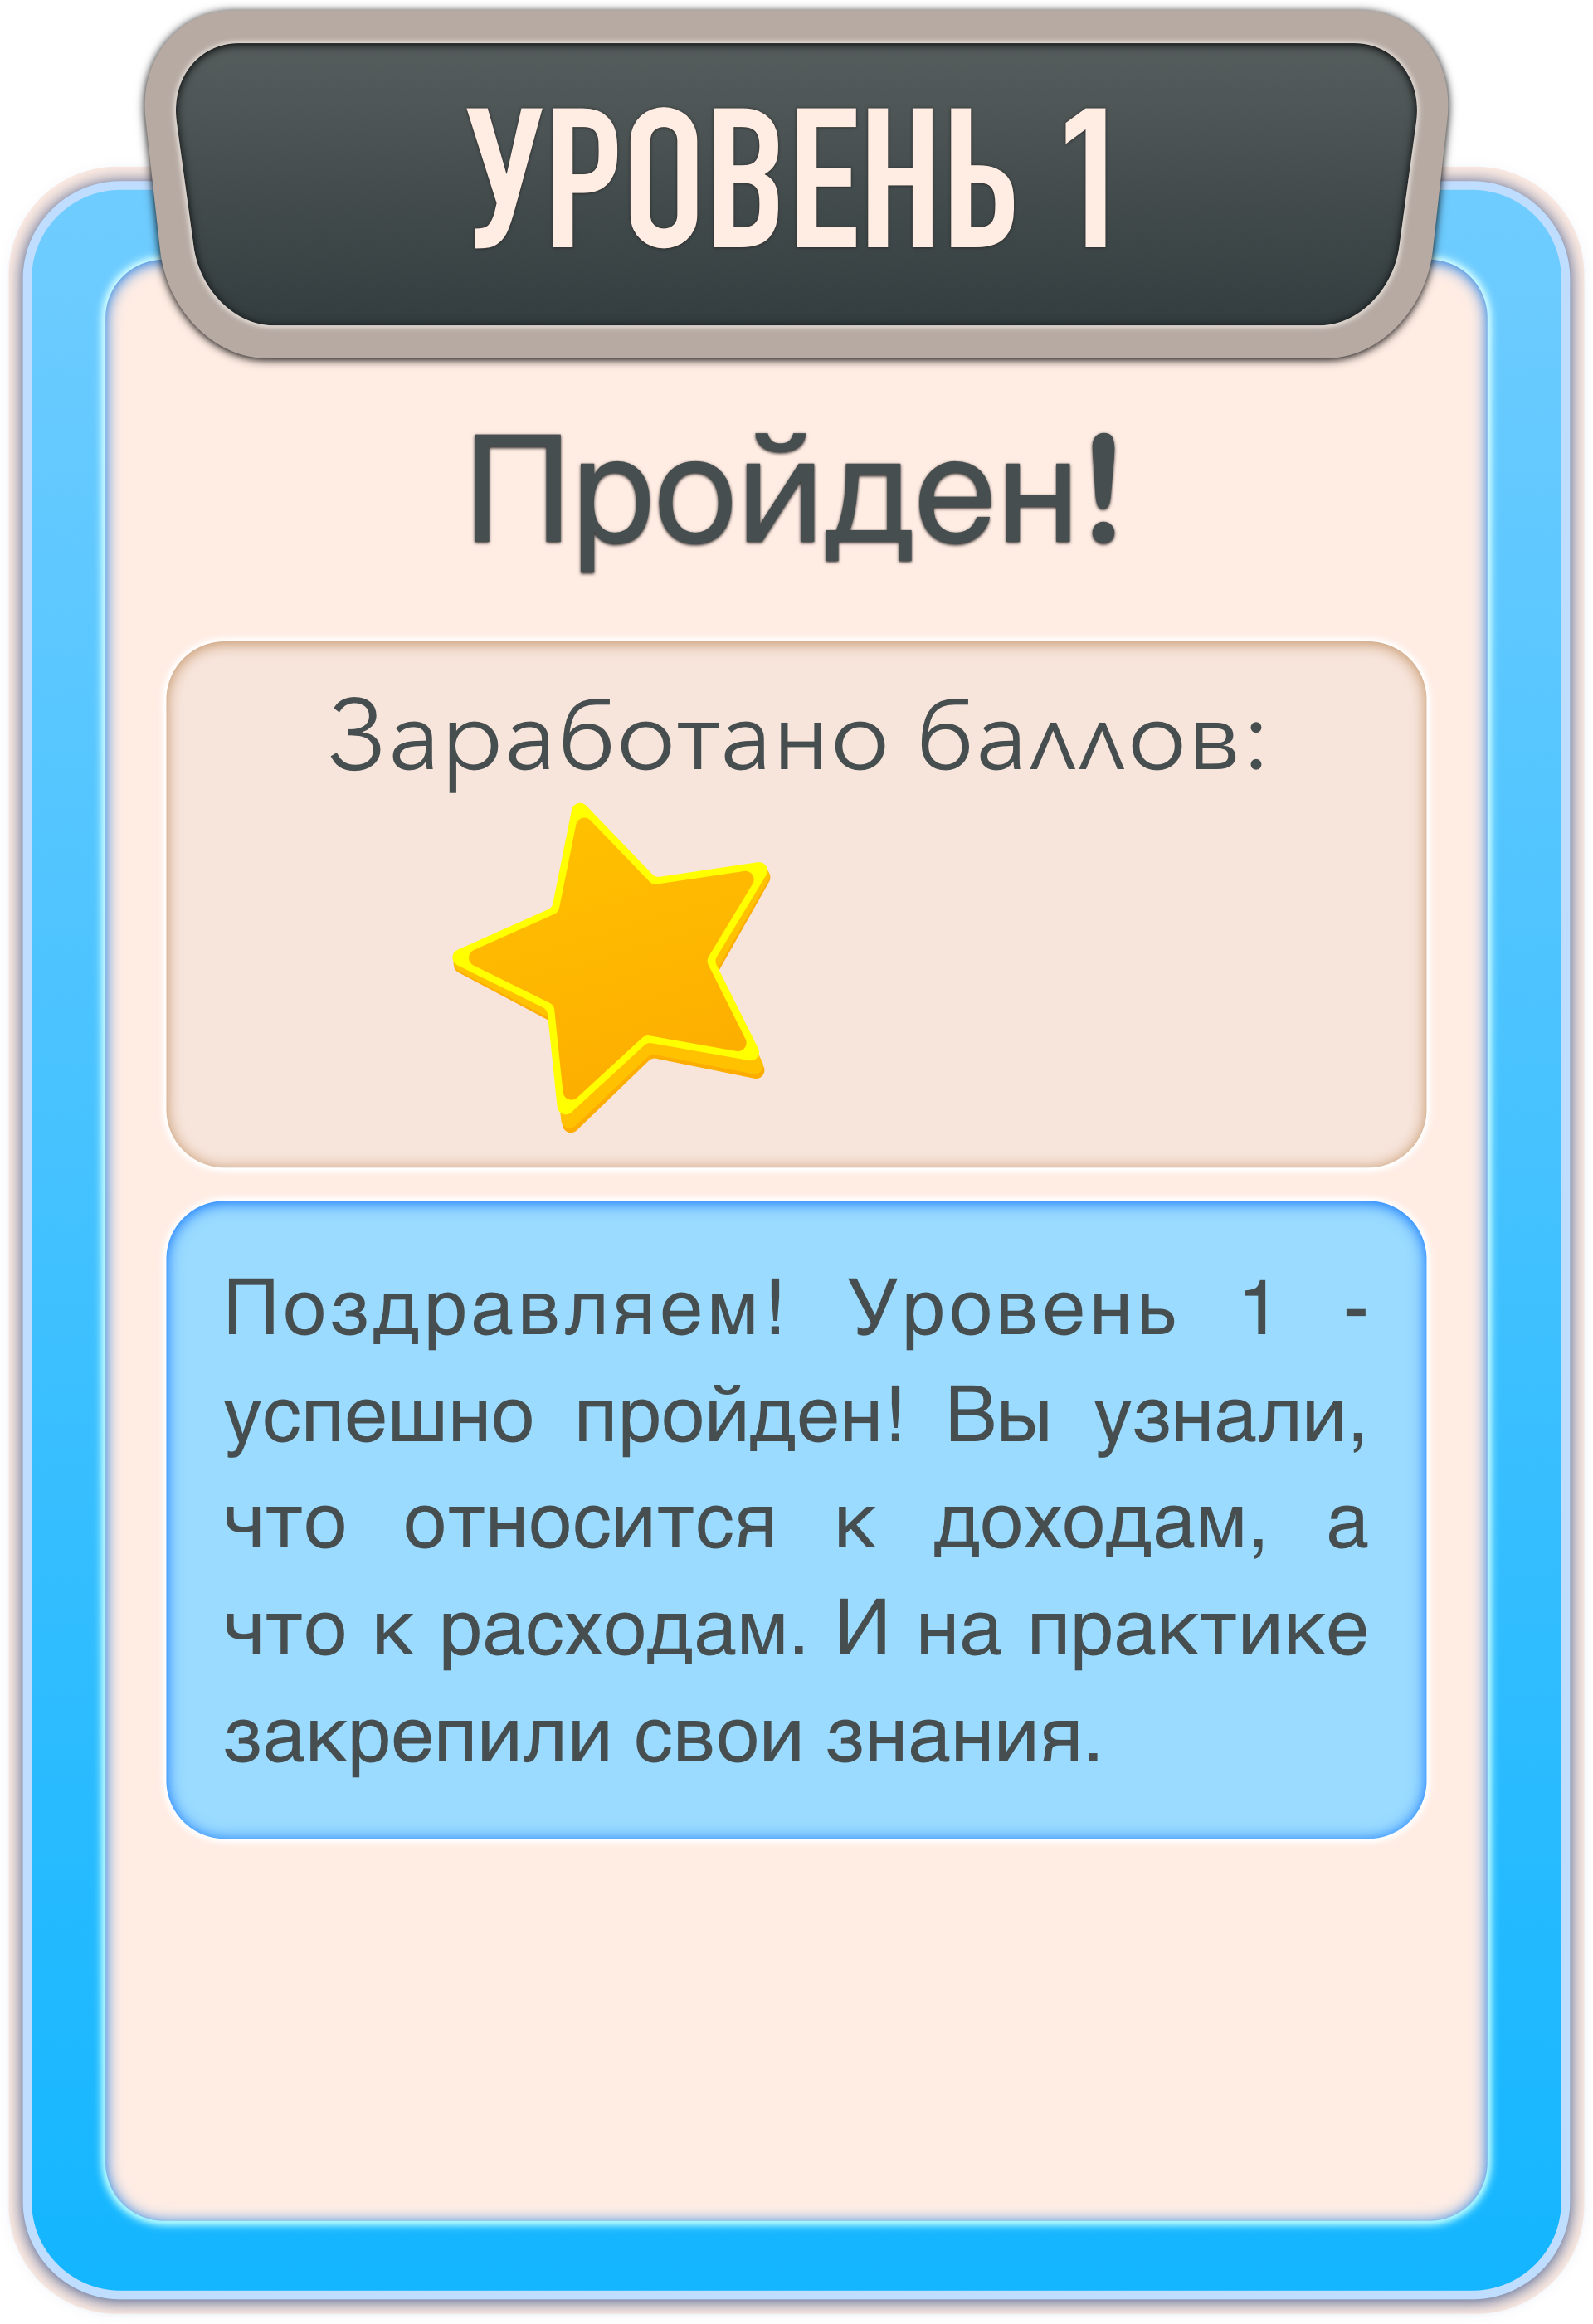 УРОВЕНЬ 1
Пройден!
Заработано баллов:
Поздравляем! Уровень 1 -
успешно пройден! Вы узнали,
что относится к доходам, а
что к расходам. И на практике
закрепили свои знания.